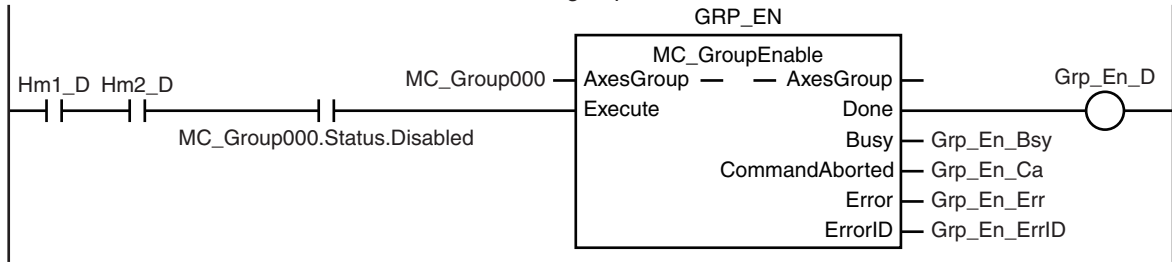 GRP_EN
MC_GroupEnable
Hm1_D Hm2_D MC_Group000 AxesGroup AxesGroup Grp_En_D
Execute Done
MC_Group000.Status.Disabled
Busy Grp_En_Bsy
CommandAborted Grp_En_Ca
Error Grp_En_Err
ErrorID Grp_En_ErrID